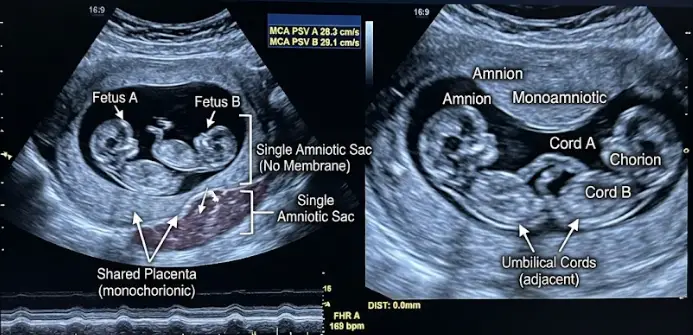 16:9
MCA PSV A 28.3 cm/s
MCA PSV B 29.1 cm/s
Fetus A
Fetus B
Single Amniotic Sac
(No Membrane)
Single
Amniotic Sac
Shared Placenta
(monochorionic)
FHR A
169 bpm
16:9
Amnion
Amnion
Monoamniotic
Cord A
Chorion
Cord B
Umbilical Cords
(adjacent)
DIST: 0.0mm